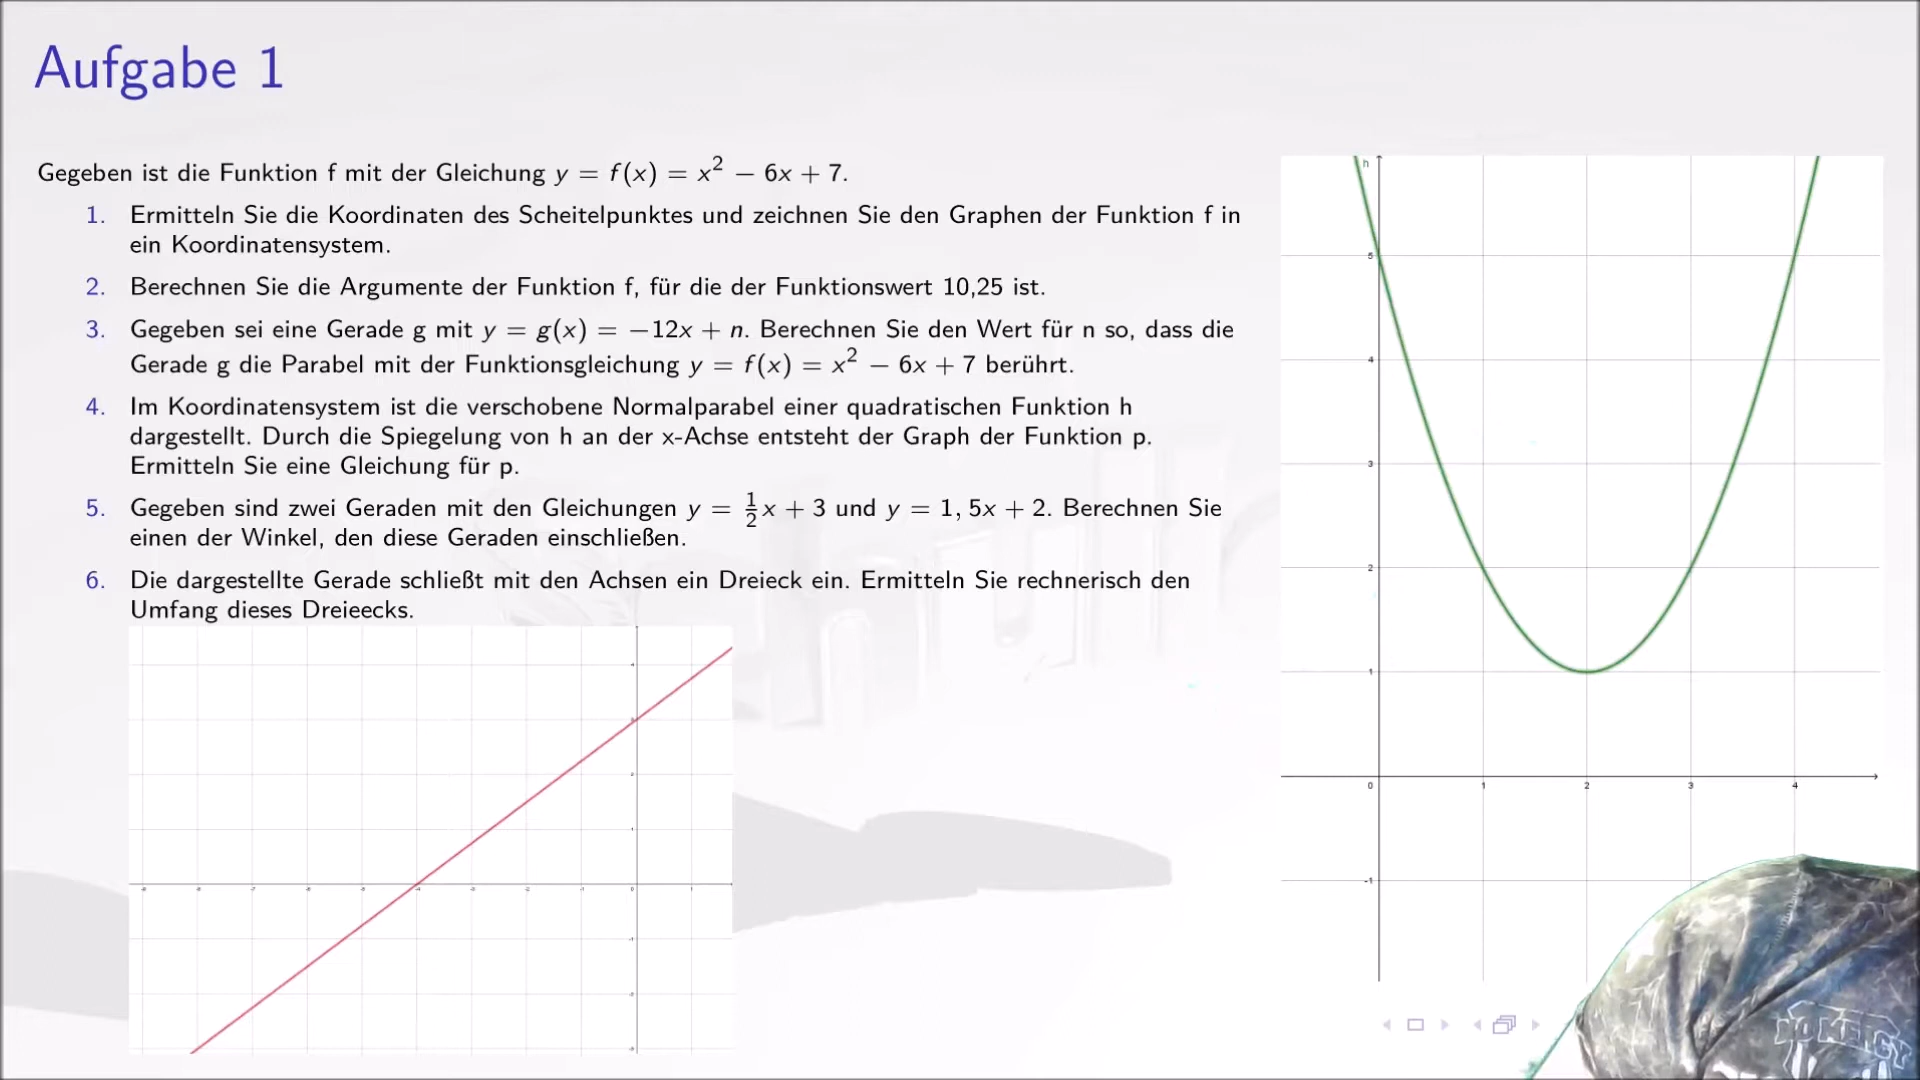 Aufgabe 1
Gegeben ist die Funktion f mit der Gleichung y = f(x) = x² − 6x + 7.
1. Ermitteln Sie die Koordinaten des Scheitelpunktes und zeichnen Sie den Graphen der Funktion f in
ein Koordinatensystem.
2. Berechnen Sie die Argumente der Funktion f, für die der Funktionswert 10,25 ist.
3. Gegeben sei eine Gerade g mit y = g(x) = −12x + n. Berechnen Sie den Wert für n so, dass die
Gerade g die Parabel mit der Funktionsgleichung y = f(x) = x² − 6x + 7 berührt.
4. Im Koordinatensystem ist die verschobene Normalparabel einer quadratischen Funktion h
dargestellt. Durch die Spiegelung von h an der x-Achse entsteht der Graph der Funktion p.
Ermitteln Sie eine Gleichung für p.
5. Gegeben sind zwei Geraden mit den Gleichungen y = ½x + 3 und y = 1, 5x + 2. Berechnen Sie
einen der Winkel, den diese Geraden einschließen.
6. Die dargestellte Gerade schließt mit den Achsen ein Dreieck ein. Ermitteln Sie rechnerisch den
Umfang dieses Dreieecks.
h
5
4
3
2
1
0 1 2 3 4
-1